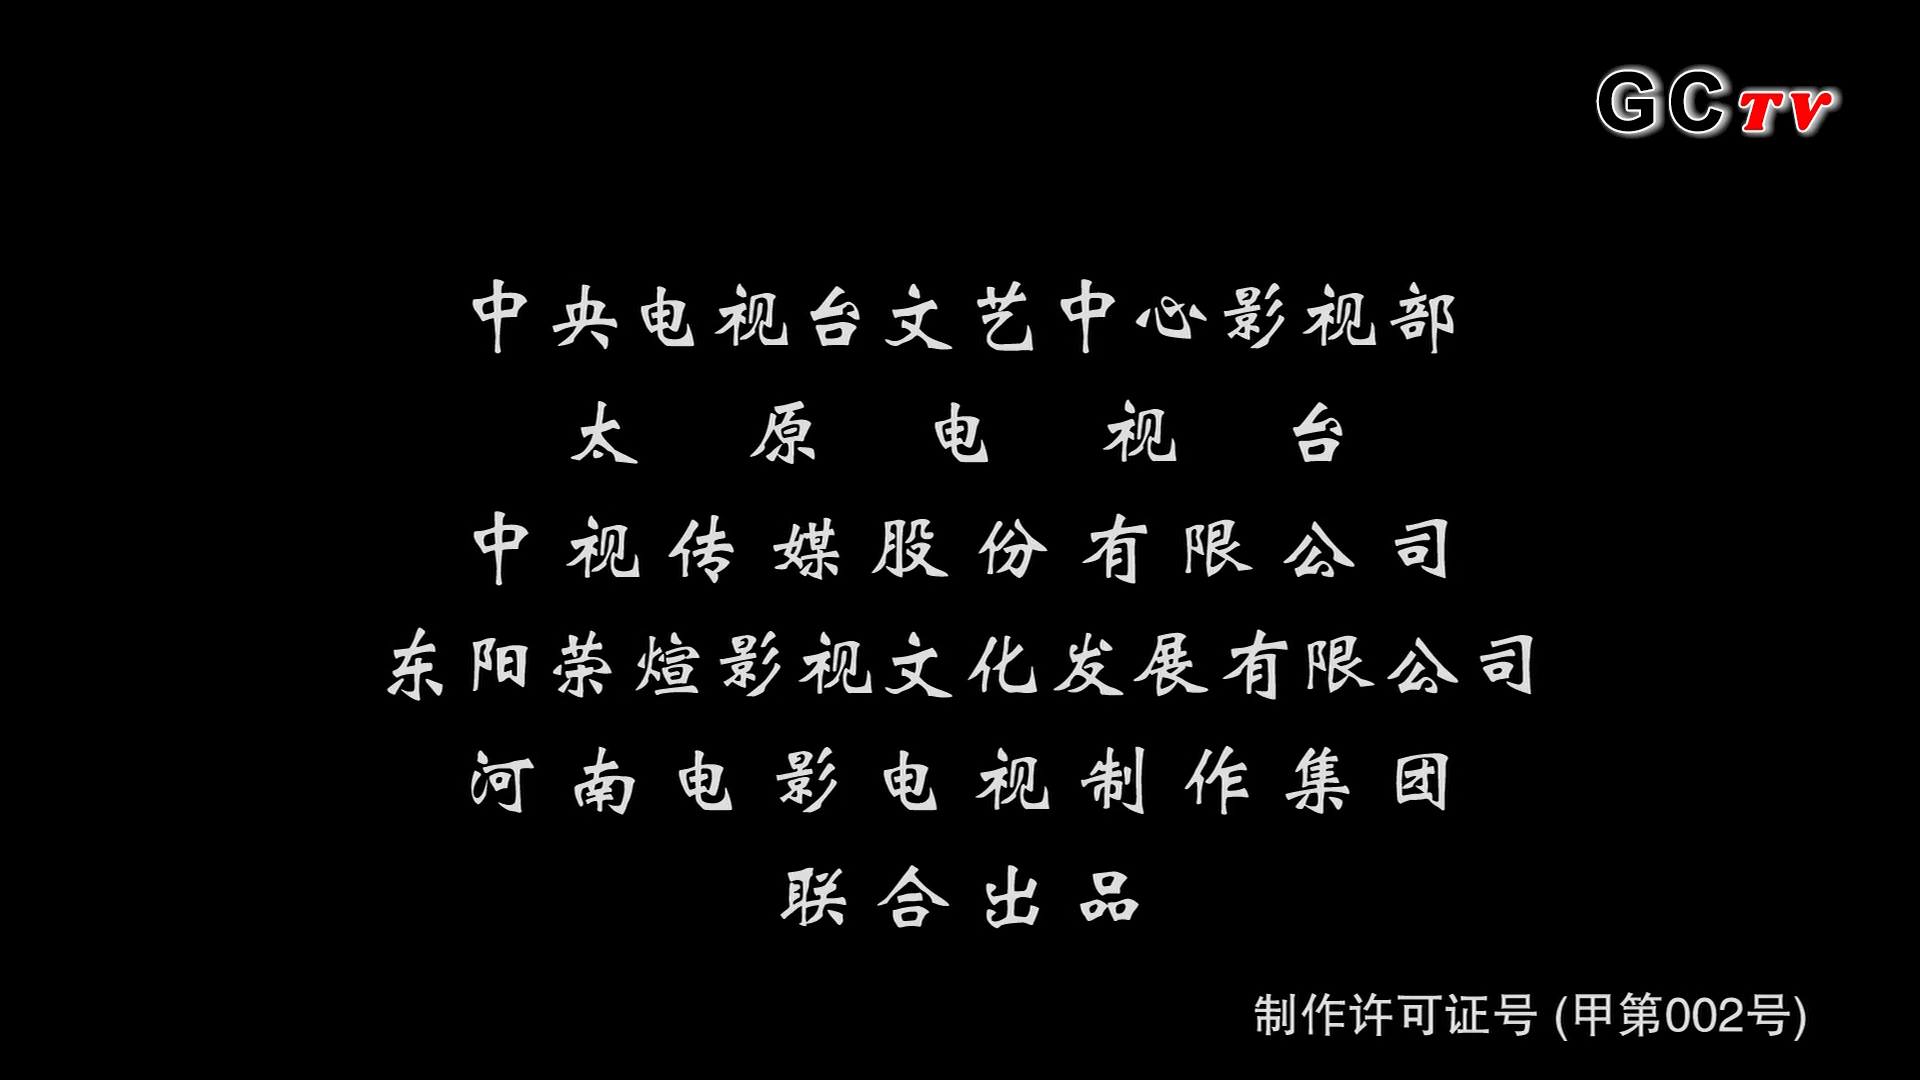 GCTV
中央电视台文艺中心影视部
太原电视台
中视传媒股份有限公司
东阳荣煊影视文化发展有限公司
河南电影电视制作集团
联合出品
制作许可证号 (甲第002号)